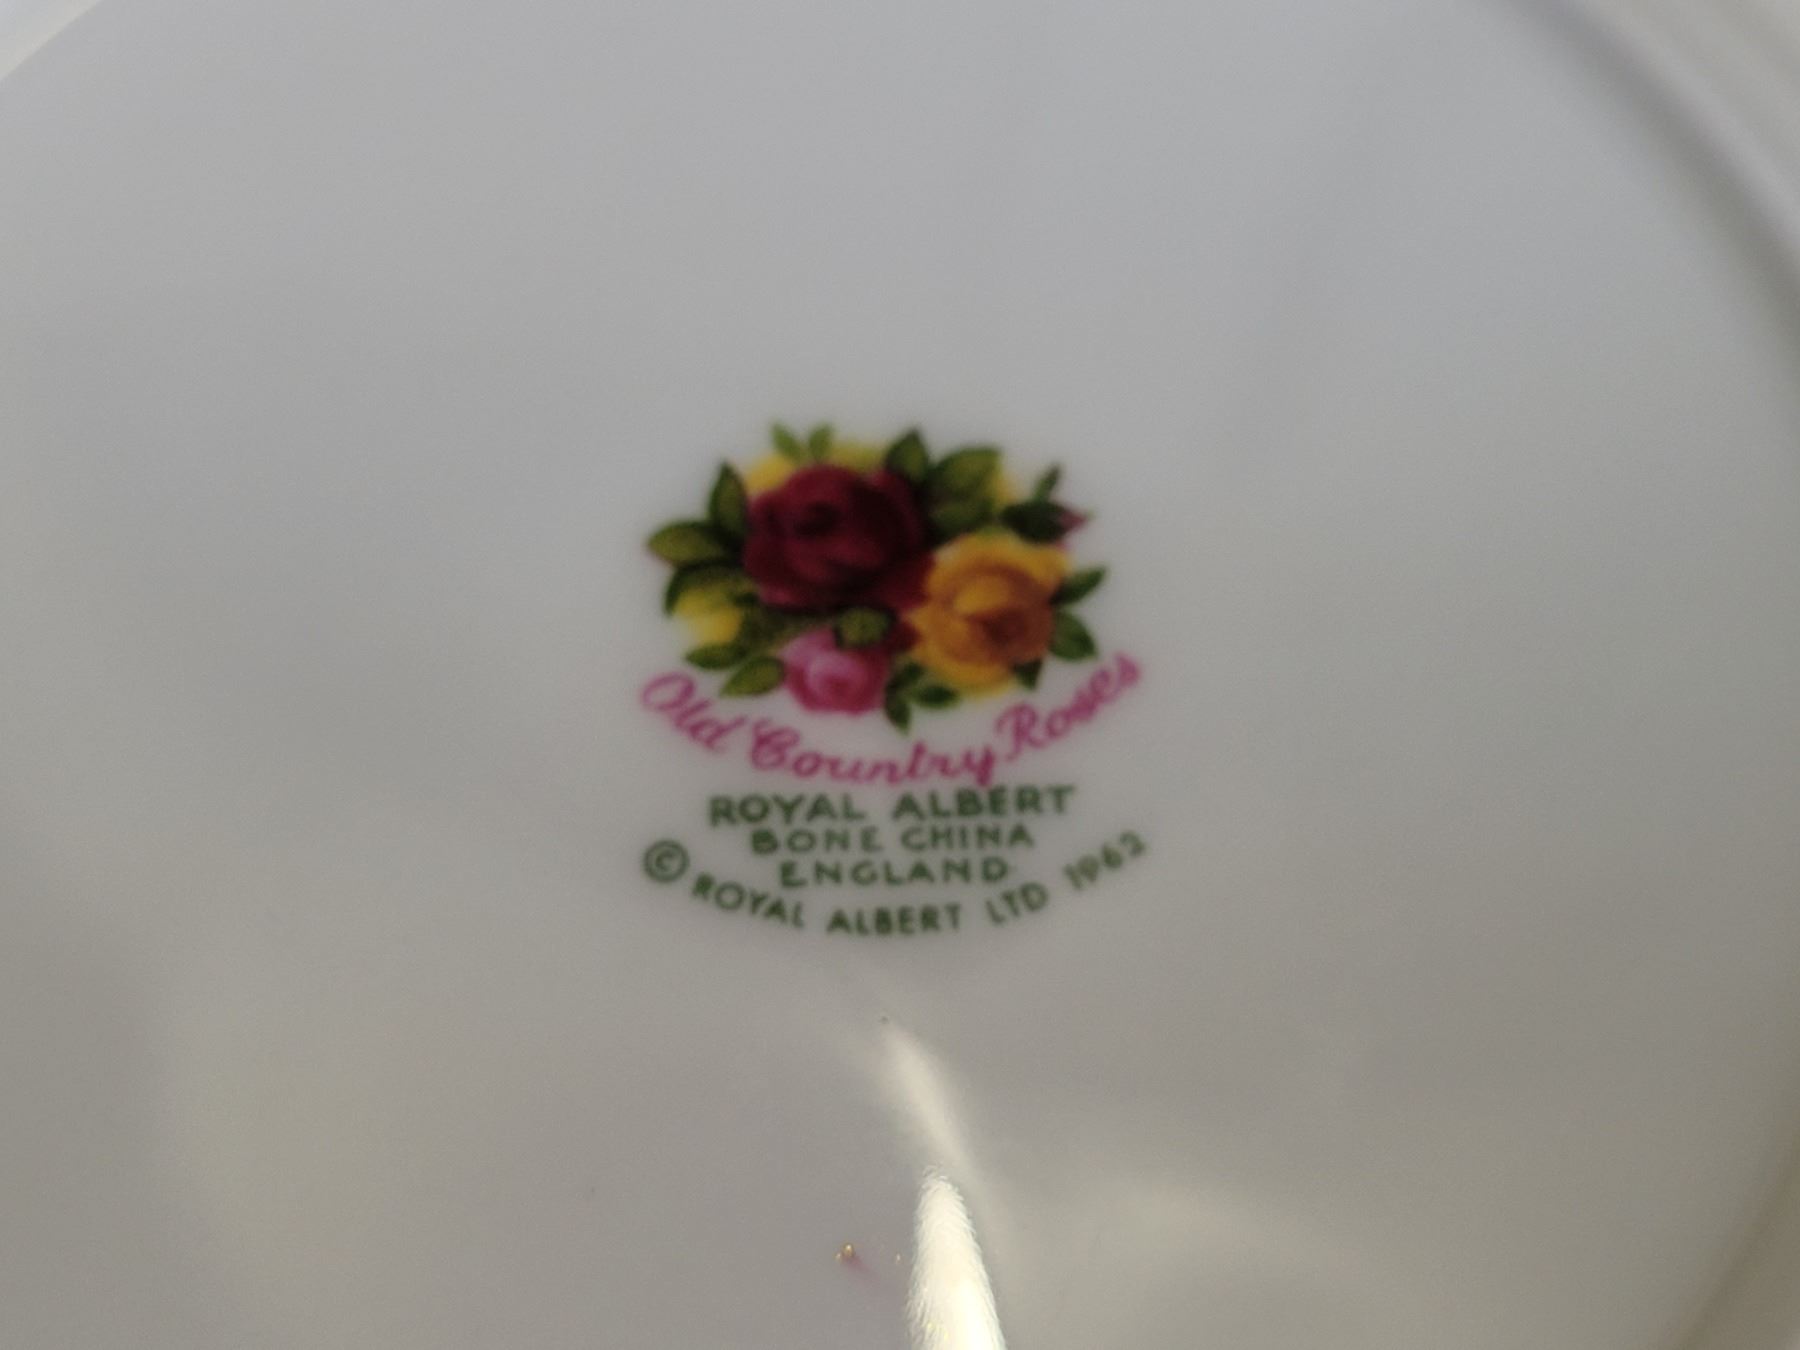 Old Country Roses
ROYAL ALBERT
BONE CHINA
ENGLAND
© ROYAL ALBERT LTD 1962